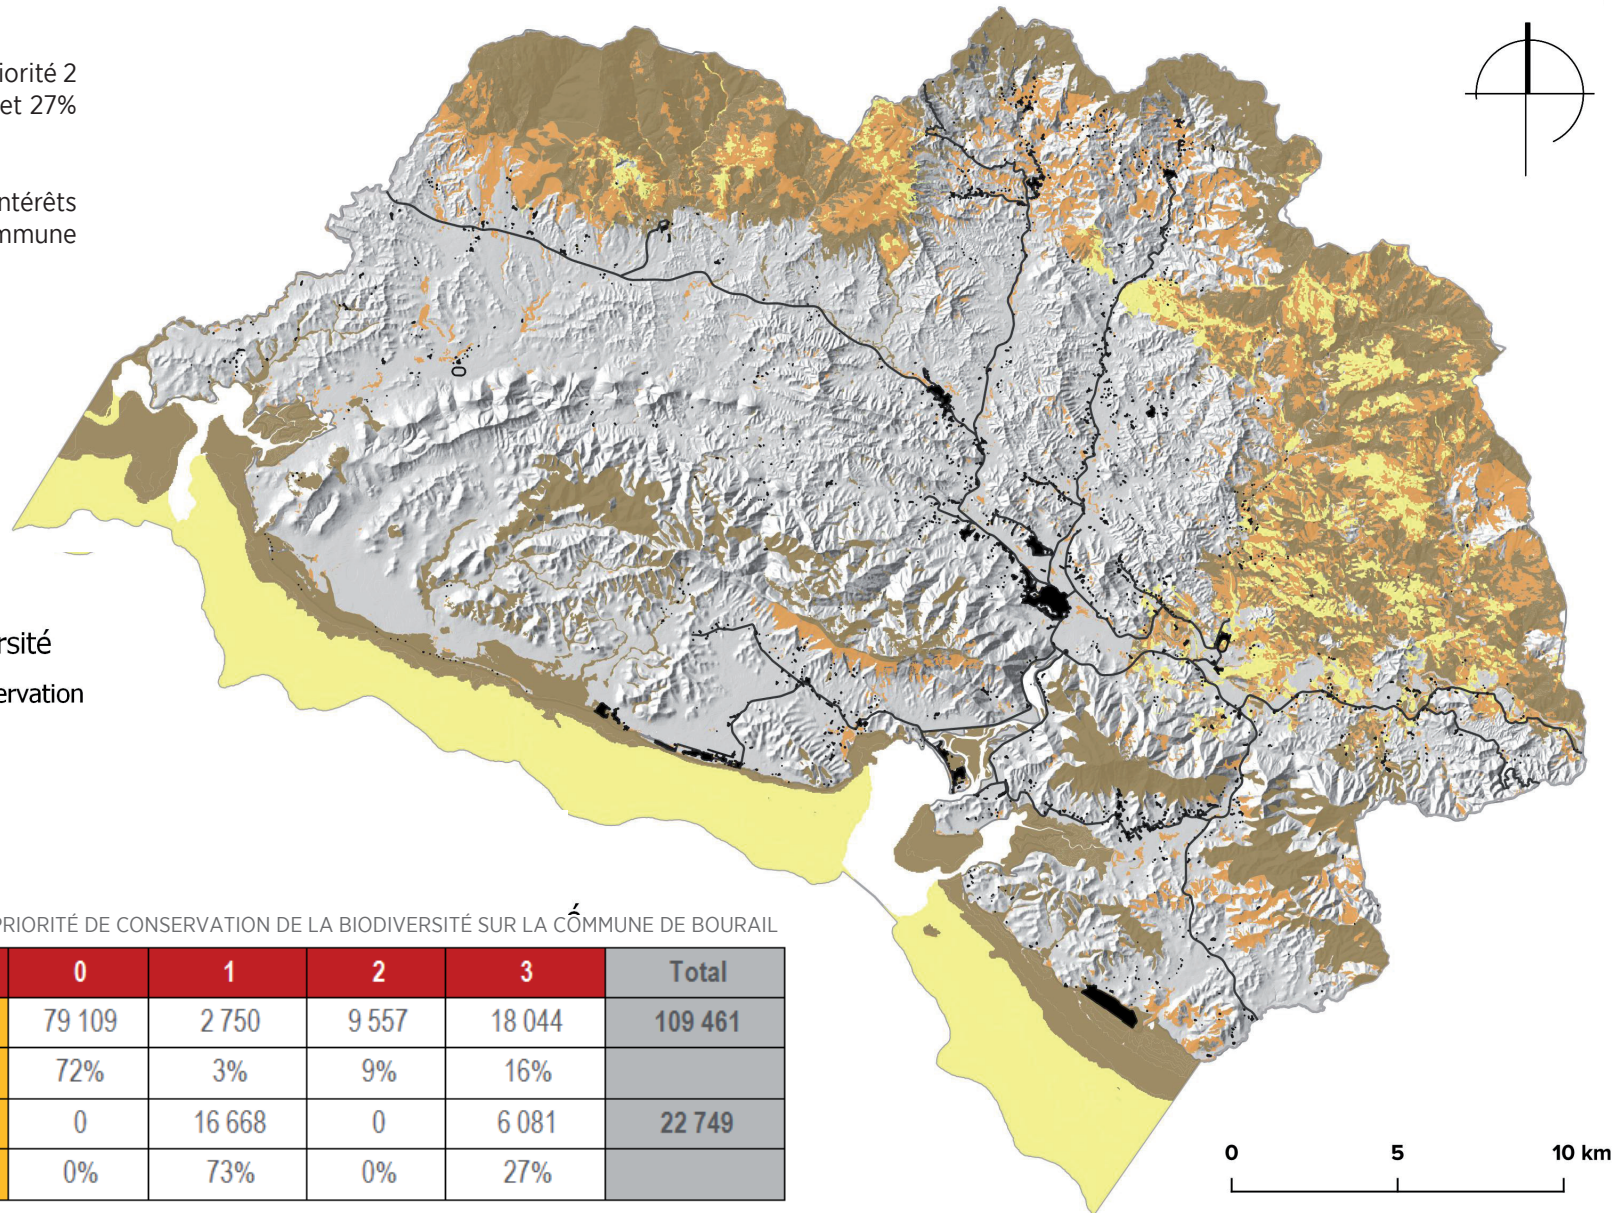 iorité 2
et 27%
ntérêts
mmune
rsité
ervation
PRIORITÉ DE CONSERVATION DE LA BIODIVERSITÉ SUR LA COMMUNE DE BOURAIL
0 1 2 3 Total
79 109 2 750 9 557 18 044 109 461
72% 3% 9% 16%
0 16 668 0 6 081 22 749
0% 73% 0% 27%
0 5 10 km